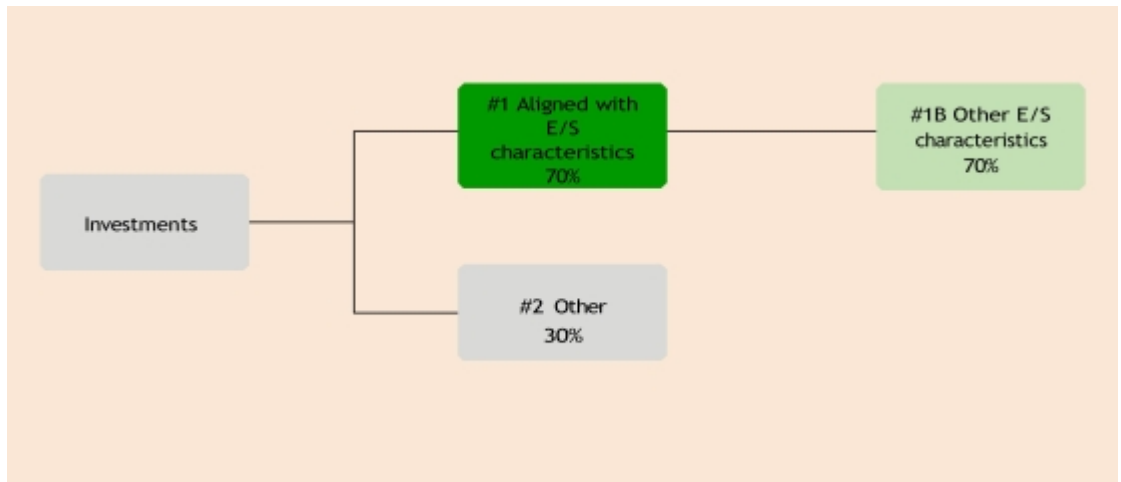 #1 Aligned with
E/S
characteristics
70%
#1B Other E/S
characteristics
70%
Investments
#2 Other
30%